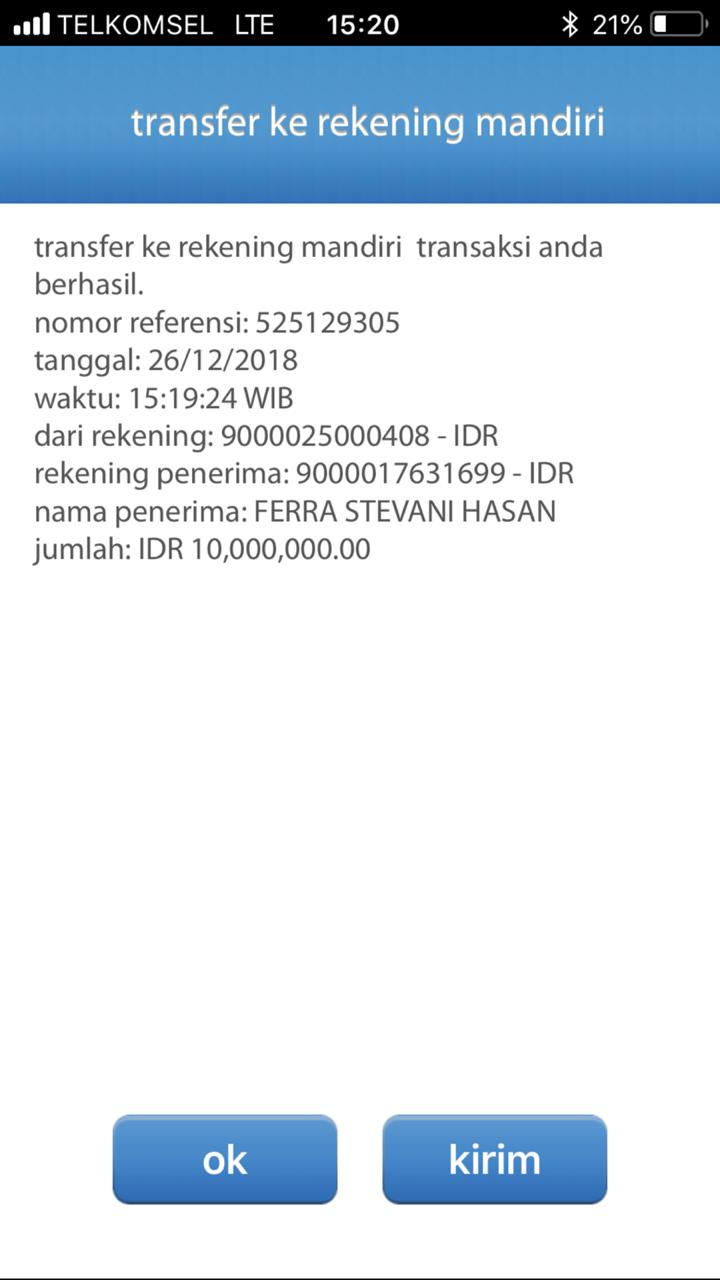 TELKOMSEL LTE 15:20 21%
transfer ke rekening mandiri
transfer ke rekening mandiri  transaksi anda
berhasil.
nomor referensi: 525129305
tanggal: 26/12/2018
waktu: 15:19:24 WIB
dari rekening: 9000025000408 - IDR
rekening penerima: 9000017631699 - IDR
nama penerima: FERRA STEVANI HASAN
jumlah: IDR 10,000,000.00
ok kirim